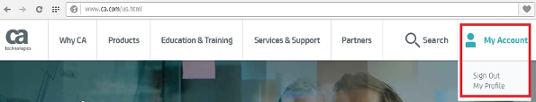 www.ca.com/us.html
ca
technologies
Why CA Products Education & Training Services & Support Partners Search My Account
Sign Out
My Profile